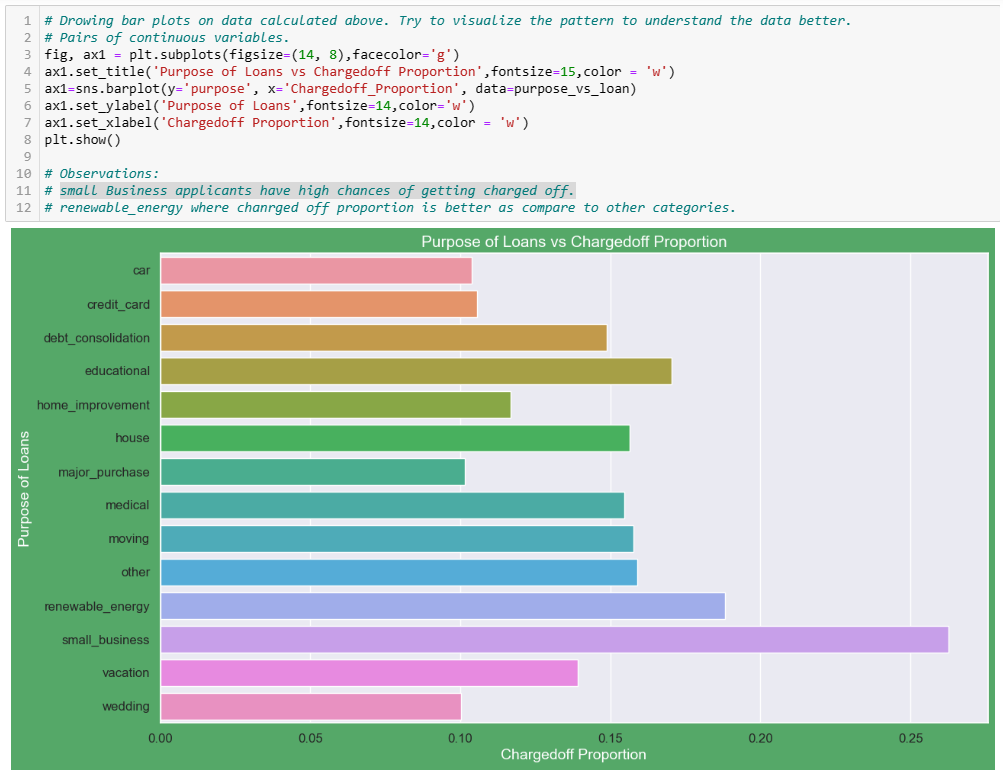 1 # Drowing bar plots on data calculated above. Try to visualize the pattern to understand the data better.
2 # Pairs of continuous variables.
3 fig, ax1 = plt.subplots(figsize=(14, 8),facecolor='g')
4 ax1.set_title('Purpose of Loans vs Chargedoff Proportion',fontsize=15,color = 'w')
5 ax1=sns.barplot(y='purpose', x='Chargedoff_Proportion', data=purpose_vs_loan)
6 ax1.set_ylabel('Purpose of Loans',fontsize=14,color='w')
7 ax1.set_xlabel('Chargedoff Proportion',fontsize=14,color = 'w')
8 plt.show()
9
10 # Observations:
11 # small Business applicants have high chances of getting charged off.
12 # renewable_energy where chanrged off proportion is better as compare to other categories.
Purpose of Loans vs Chargedoff Proportion
Purpose of Loans
car
credit_card
debt_consolidation
educational
home_improvement
house
major_purchase
medical
moving
other
renewable_energy
small_business
vacation
wedding
0.00 0.05 0.10 0.15 0.20 0.25
Chargedoff Proportion